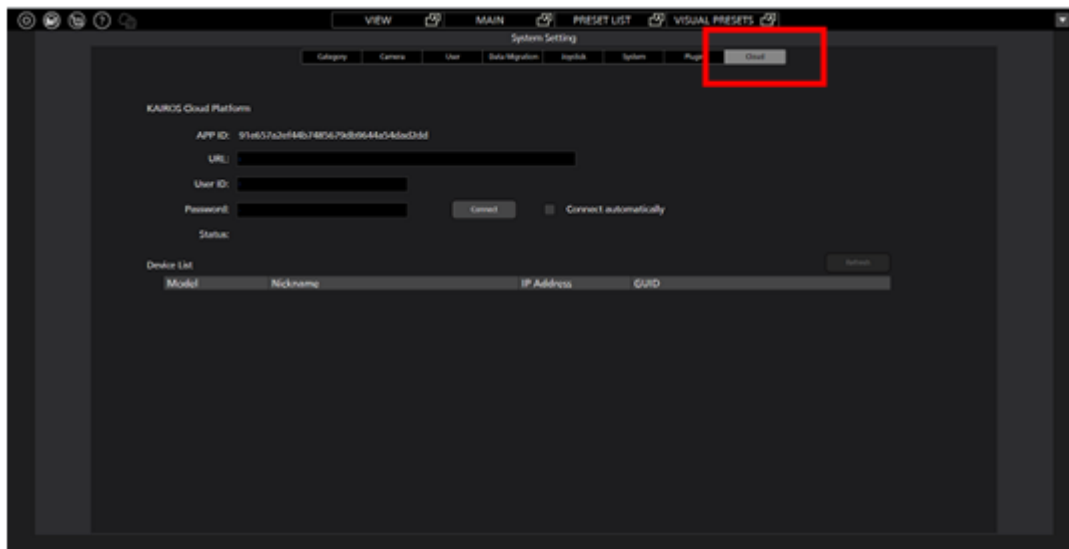 VIEW MAIN PRESET LIST VISUAL PRESETS
System Setting
Category Camera User Data/Migration Joystick System Plugin Cloud
KAIROS Cloud Platform
APP ID:
URL:
User ID:
Password: Connect Connect automatically
Status:
Device List Refresh
Model Nickname IP Address GUID